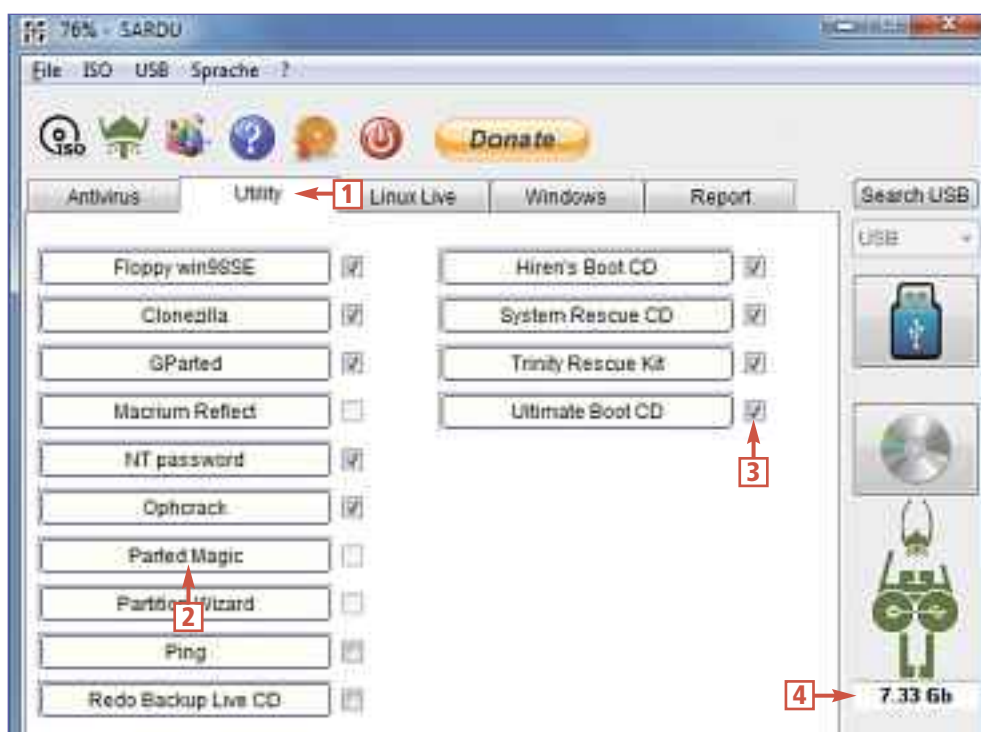 76% - SARDU
File ISO USB Sprache ?
ISO
Donate
Antivirus Utility 1 Linux Live Windows Report Search USB
USB
Floppy win98SE Hiren's Boot CD
Clonezilla System Rescue CD
GParted Trinity Rescue Kit
Macrium Reflect Ultimate Boot CD
NT password 3
Ophcrack
Parted Magic
Partition Wizard
2
Ping
Redo Backup Live CD 4 7.33 Gb